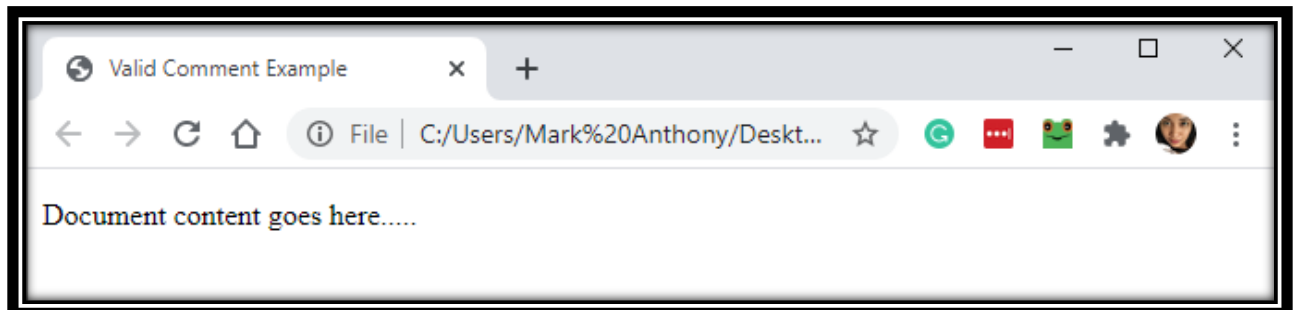 Valid Comment Example
File | C:/Users/Mark%20Anthony/Deskt...
Document content goes here.....